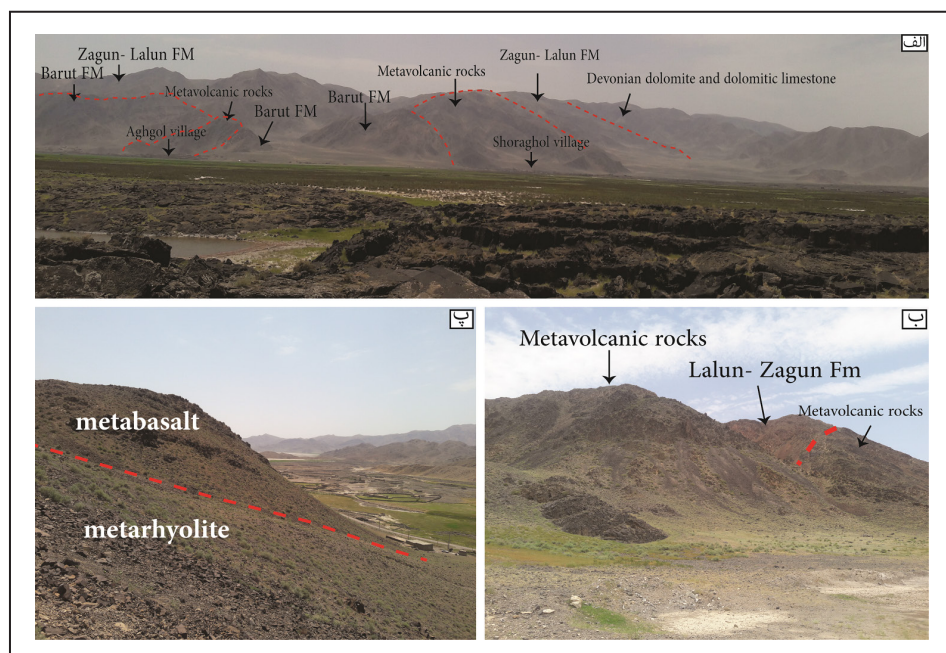 الف
Zagun- Lalun FM
Barut FM
Metavolcanic rocks
Barut FM
Aghgol village
Barut FM
Metavolcanic rocks
Zagun- Lalun FM
Devonian dolomite and dolomitic limestone
Shoraghol village
ب
Metavolcanic rocks
Lalun- Zagun Fm
Metavolcanic rocks
پ
metabasalt
metarhyolite